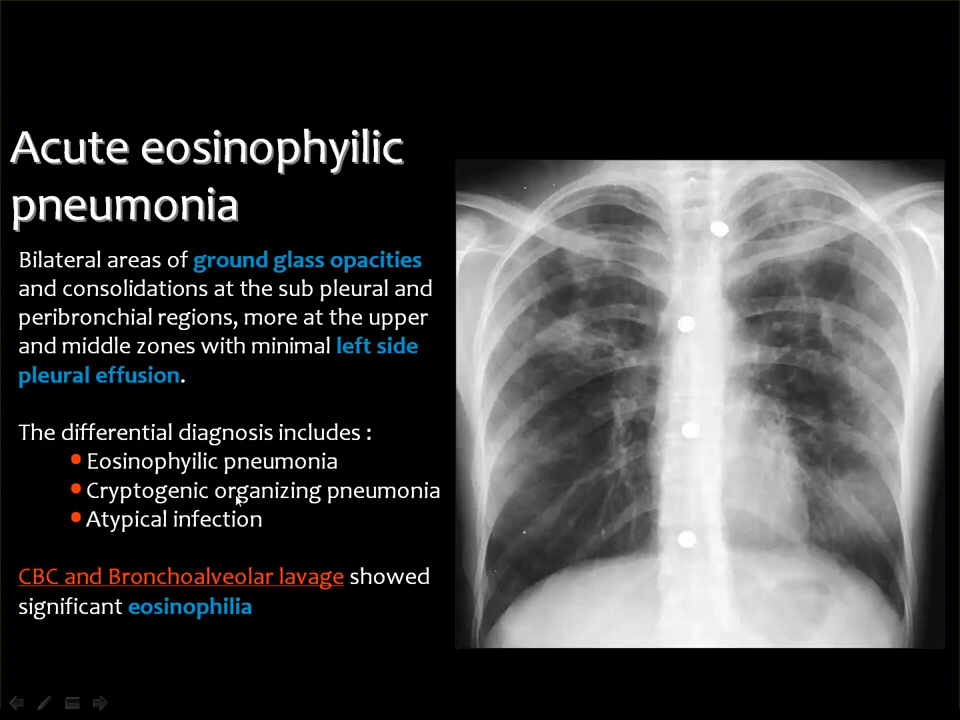 Acute eosinophyilic
pneumonia
Bilateral areas of ground glass opacities
and consolidations at the sub pleural and
peribronchial regions, more at the upper
and middle zones with minimal left side
pleural effusion.
The differential diagnosis includes :
• Eosinophyilic pneumonia
• Cryptogenic organizing pneumonia
• Atypical infection
CBC and Bronchoalveolar lavage showed
significant eosinophilia